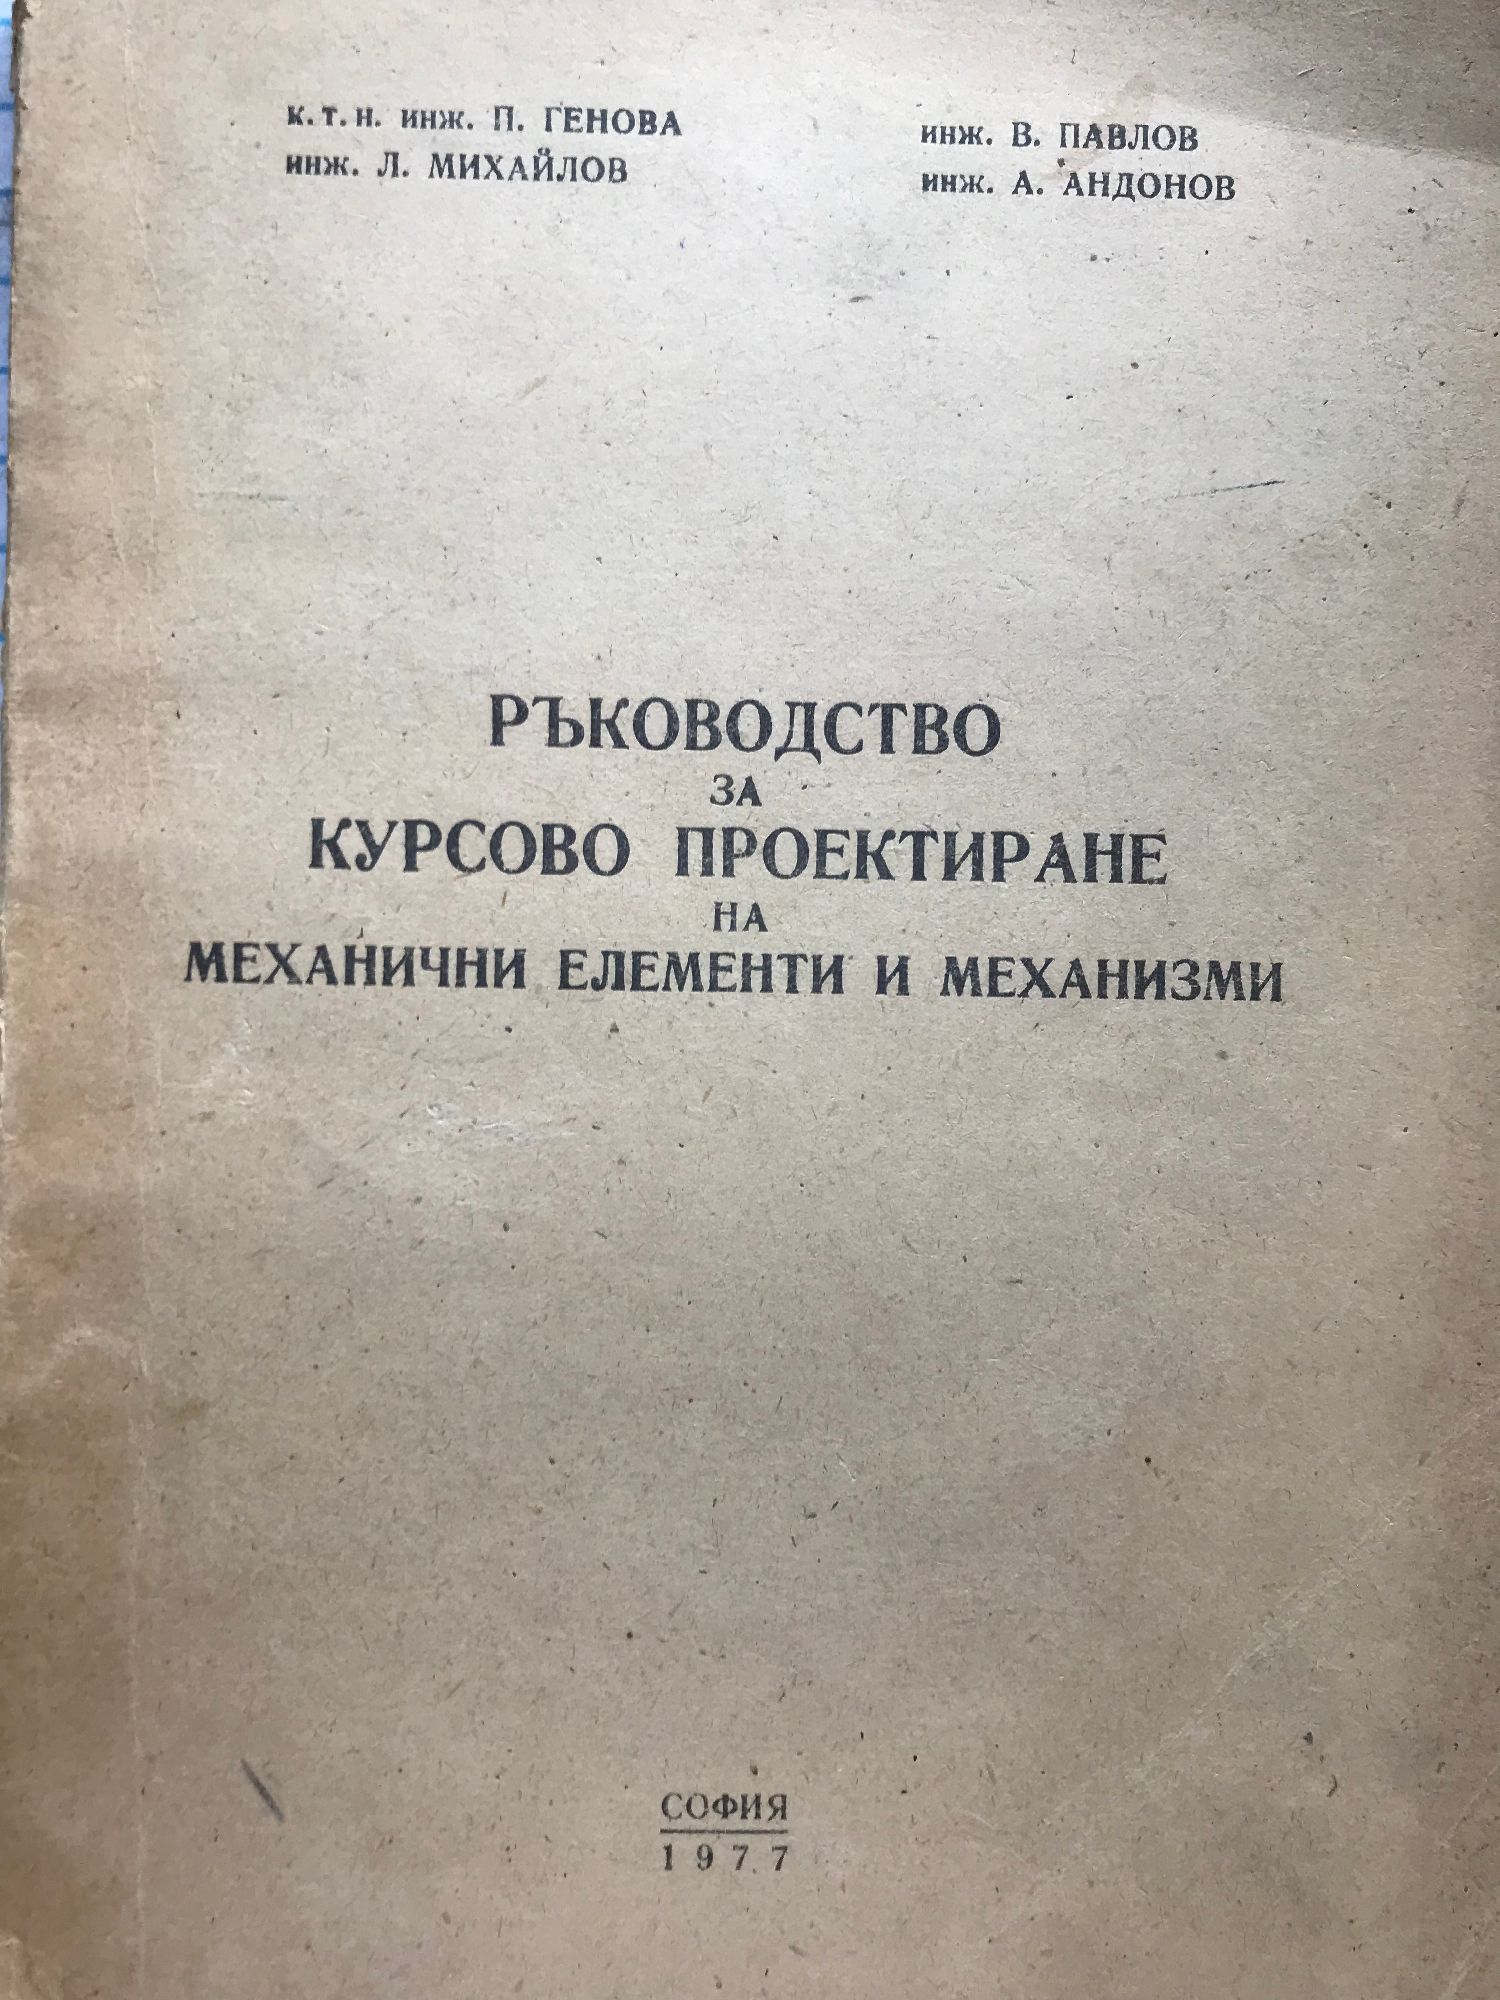 к. т. н. инж. П. ГЕНОВА
инж. Л. МИХАЙЛОВ
инж. В. ПАВЛОВ
инж. А. АНДОНОВ
РЪКОВОДСТВО
ЗА
КУРСОВО ПРОЕКТИРАНЕ
НА
МЕХАНИЧНИ ЕЛЕМЕНТИ И МЕХАНИЗМИ
СОФИЯ
1977